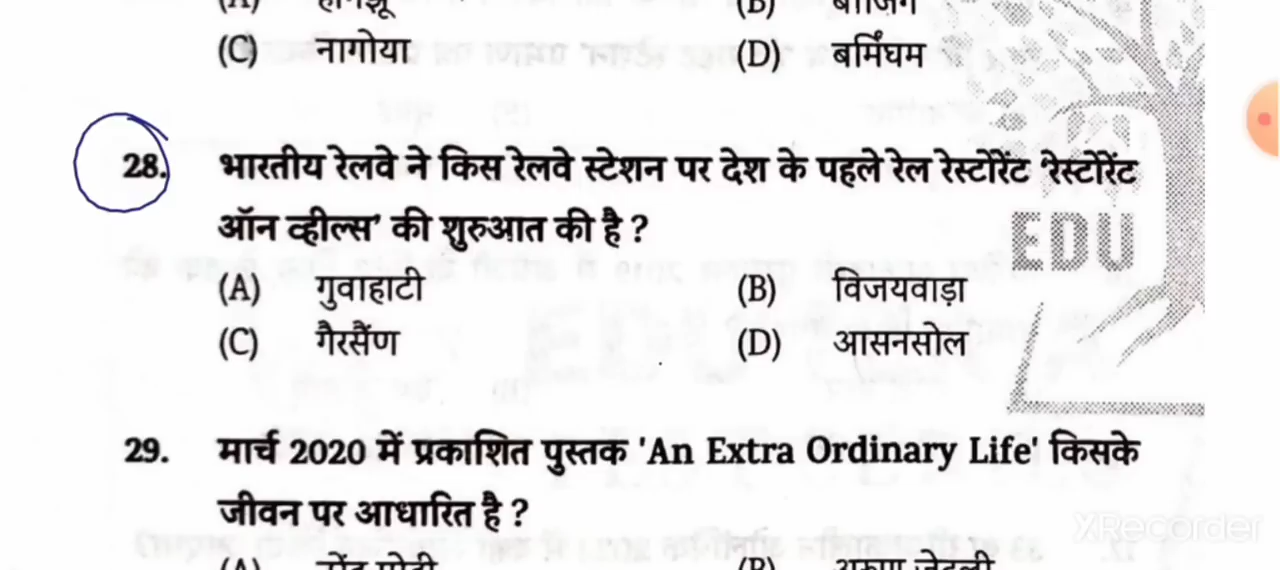 (C) नागोया (D) बर्मिंघम
28. भारतीय रेलवे ने किस रेलवे स्टेशन पर देश के पहले रेल रेस्टोरेंट 'रेस्टोरेंट
ऑन व्हील्स' की शुरुआत की है ?
EDU
(A) गुवाहाटी (B) विजयवाड़ा
(C) गैरसैंण (D) आसनसोल
29. मार्च 2020 में प्रकाशित पुस्तक 'An Extra Ordinary Life' किसके
जीवन पर आधारित है ?
XRecorder